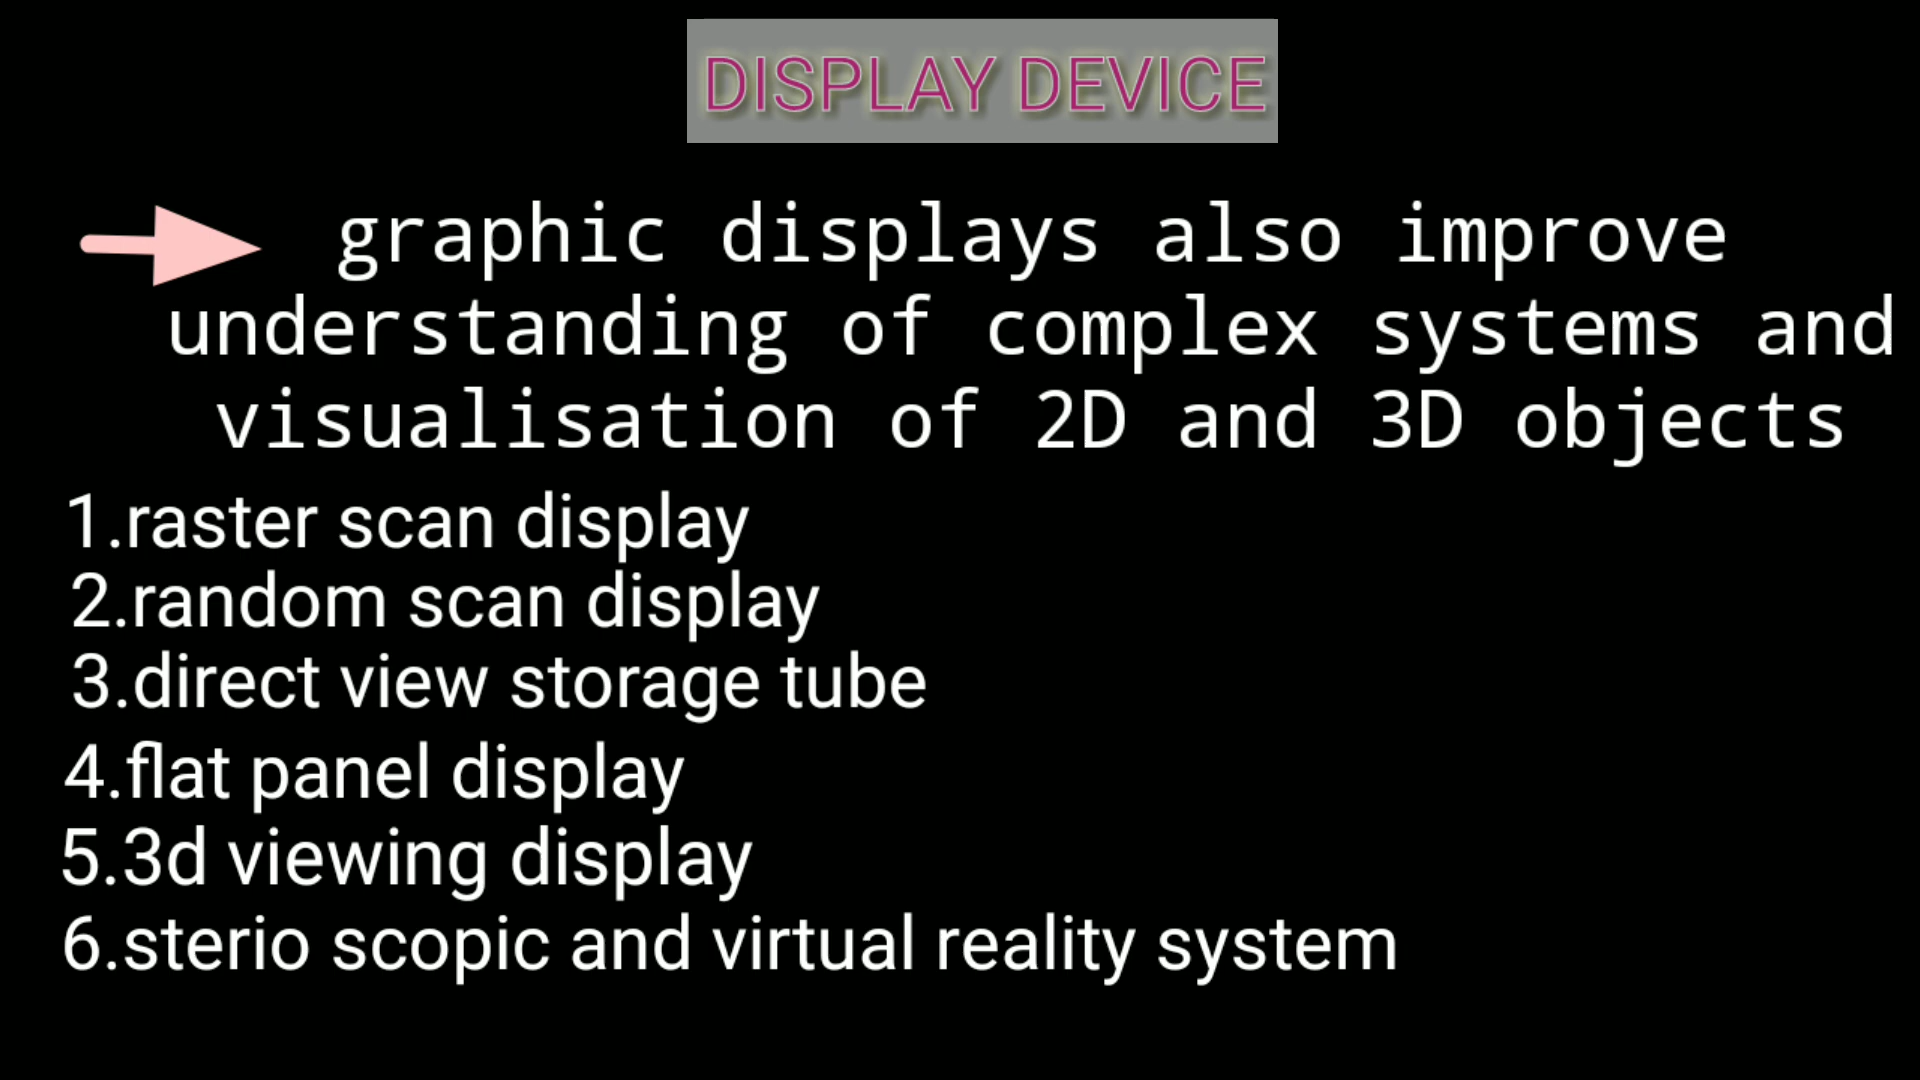 DISPLAY DEVICE
graphic displays also improve
understanding of complex systems and
visualisation of 2D and 3D objects
1.raster scan display
2.random scan display
3.direct view storage tube
4.flat panel display
5.3d viewing display
6.sterio scopic and virtual reality system